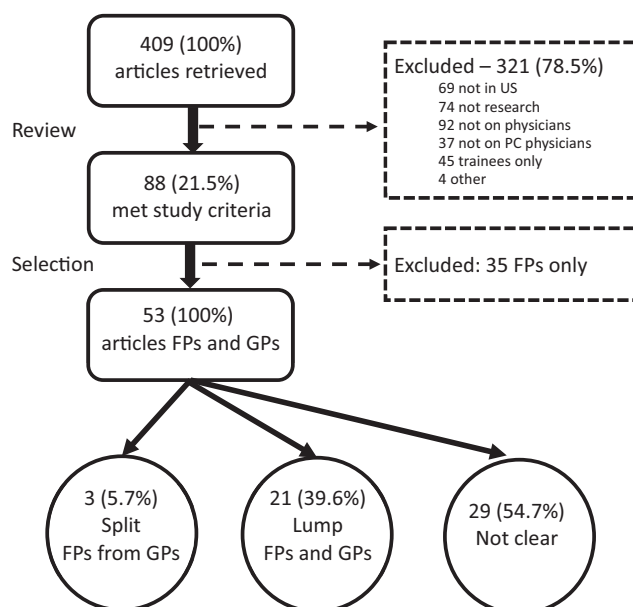 409 (100%)
articles retrieved
Excluded – 321 (78.5%)
69 not in US
74 not research
92 not on physicians
37 not on PC physicians
45 trainees only
4 other
Review
88 (21.5%)
met study criteria
Selection
Excluded: 35 FPs only
53 (100%)
articles FPs and GPs
3 (5.7%)
Split
FPs from GPs
21 (39.6%)
Lump
FPs and GPs
29 (54.7%)
Not clear